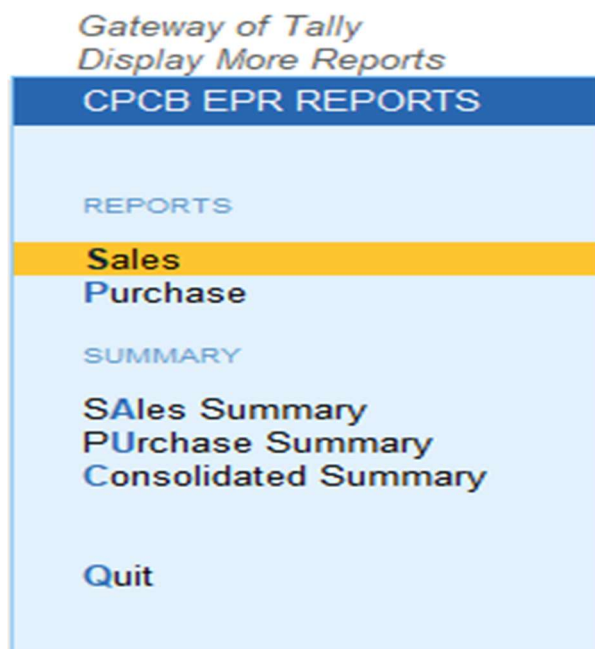 Gateway of Tally
Display More Reports
CPCB EPR REPORTS
REPORTS
Sales
Purchase
SUMMARY
SAles Summary
PUrchase Summary
Consolidated Summary
Quit